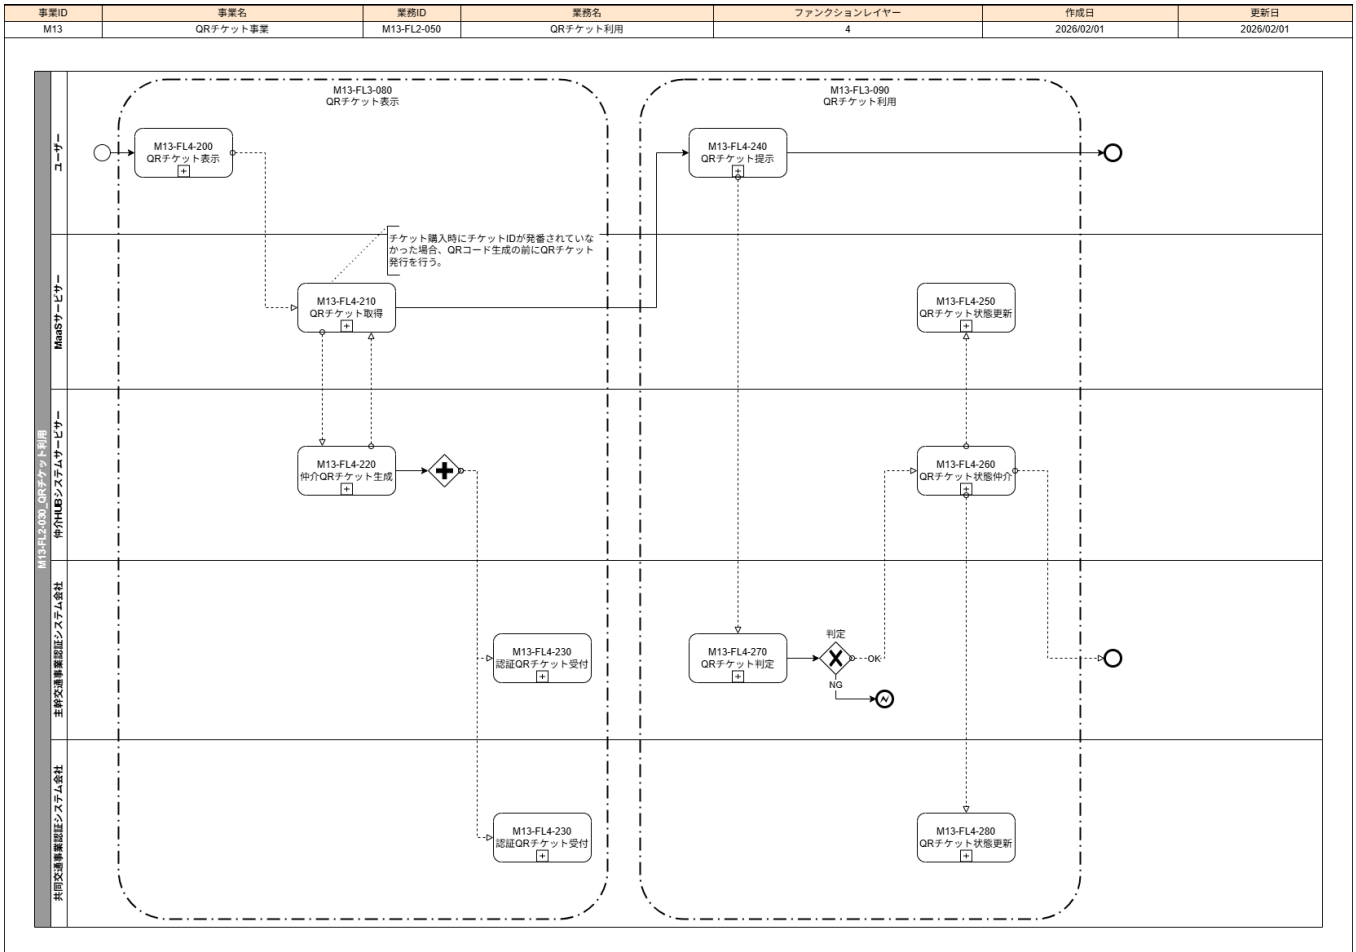 事業ID
事業名
業務ID
業務名
ファンクションレイヤー
作成日
更新日
M13
QRチケット事業
M13-FL2-050
QRチケット利用
4
2026/02/01
2026/02/01
M13-FL2-030_QRチケット利用
ユーザー
M13-FL3-080
QRチケット表示
M13-FL3-090
QRチケット利用
M13-FL4-200
QRチケット表示
M13-FL4-240
QRチケット提示
MaaSサービサー
チケット購入時にチケットIDが発番されていな
かった場合、QRコード生成の前にQRチケット
発行を行う。
M13-FL4-210
QRチケット取得
M13-FL4-250
QRチケット状態更新
仲介HUBシステムサービサー
M13-FL4-220
仲介QRチケット生成
M13-FL4-260
QRチケット状態仲介
主幹交通事業認証システム会社
M13-FL4-230
認証QRチケット受付
M13-FL4-270
QRチケット判定
判定
OK
NG
共同交通事業認証システム会社
M13-FL4-230
認証QRチケット受付
M13-FL4-280
QRチケット状態更新